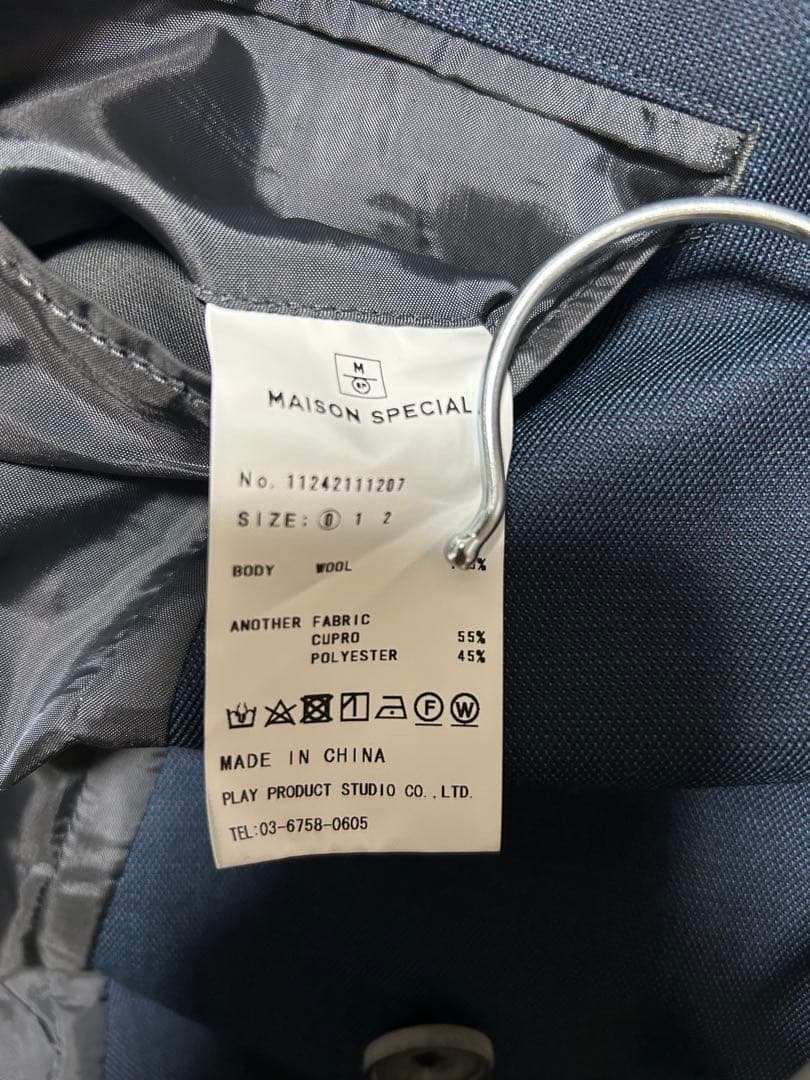 M
SP
MAISON SPECIAL
No. 11242111207
SIZE: 0 1 2
BODY WOOL
ANOTHER FABRIC
CUPRO 55%
POLYESTER 45%
F W
MADE IN CHINA
PLAY PRODUCT STUDIO CO.,LTD.
TEL:03-6758-0605